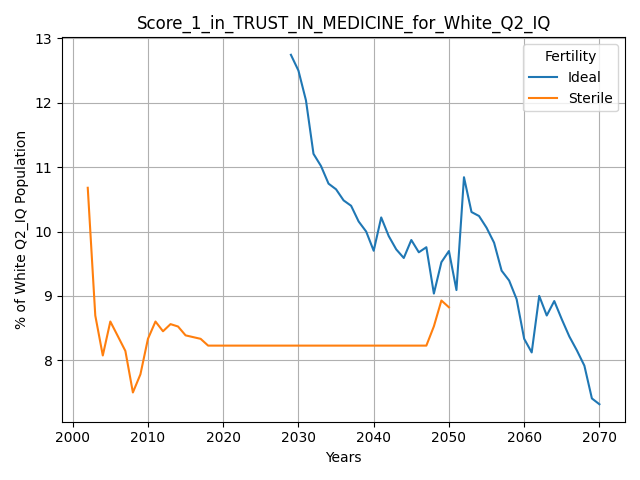 Score_1_in_TRUST_IN_MEDICINE_for_White_Q2_IQ
Fertility
Ideal
Sterile
% of White Q2_IQ Population
13
12
11
10
9
8
2000 2010 2020 2030 2040 2050 2060 2070
Years